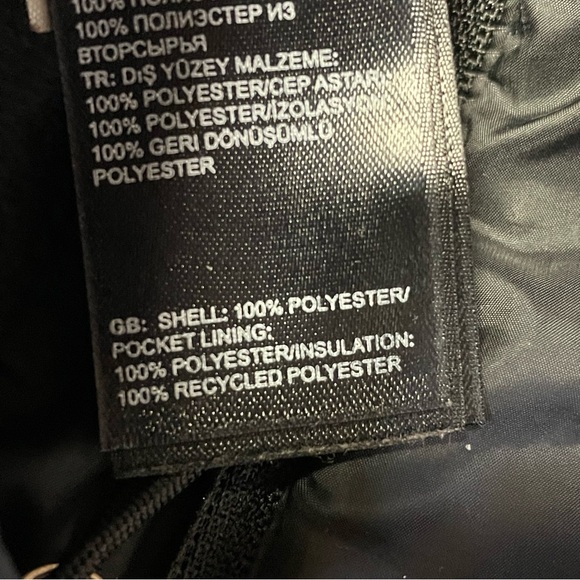 100% ПОЛИЭСТЕР ИЗ
ВТОРСЫРЬЯ
TR: DIŞ YÜZEY MALZEME:
100% POLYESTER/CEP ASTARI:
100% POLYESTER/İZOLASYON:
100% GERİ DÖNÜŞÜMLÜ
POLYESTER
GB: SHELL: 100% POLYESTER/
POCKET LINING:
100% POLYESTER/INSULATION:
100% RECYCLED POLYESTER